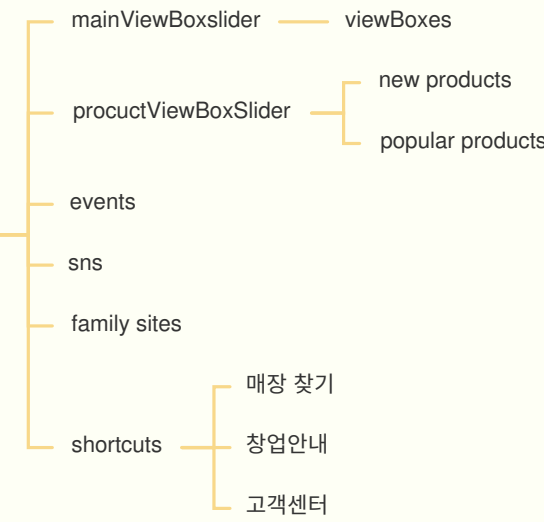 mainViewBoxslider
viewBoxes
procuctViewBoxSlider
new products
popular products
events
sns
family sites
shortcuts
매장 찾기
창업안내
고객센터